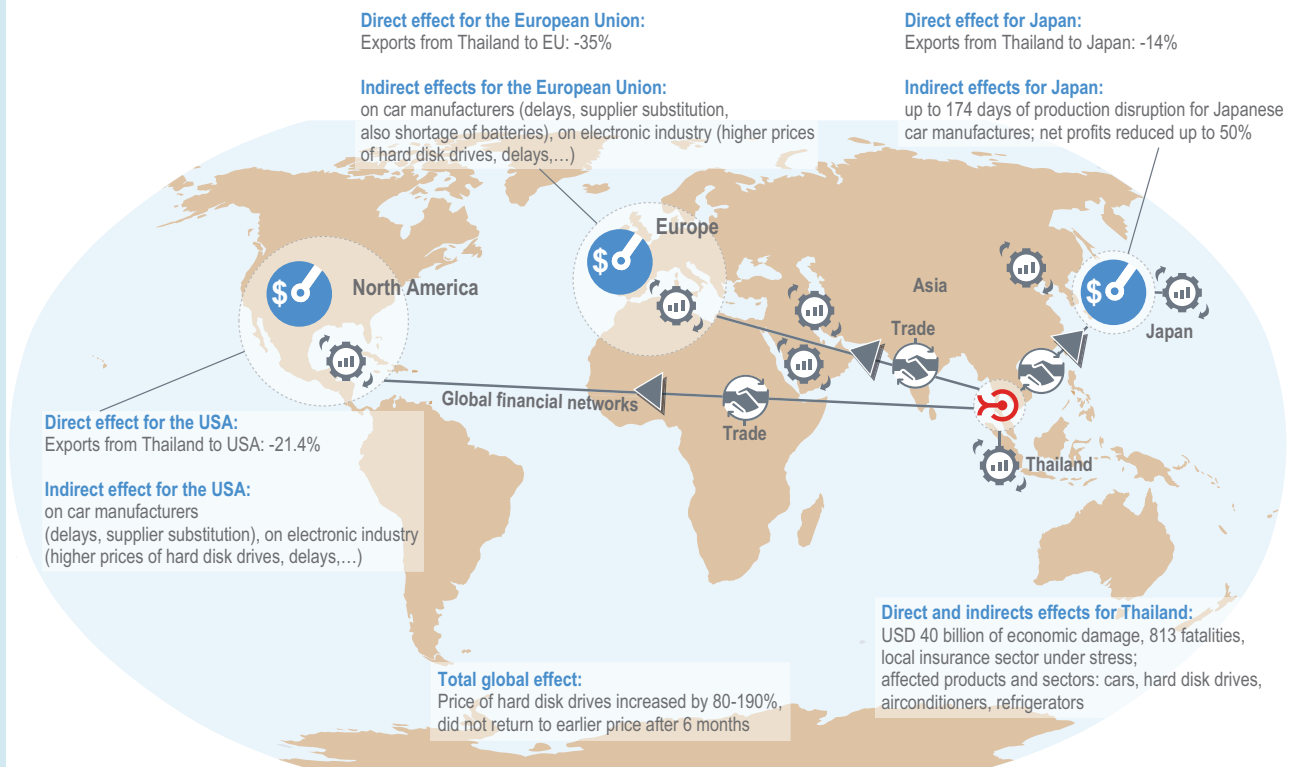 Direct effect for the European Union:
Exports from Thailand to EU: -35%
Indirect effects for the European Union:
on car manufacturers (delays, supplier substitution,
also shortage of batteries), on electronic industry (higher prices
of hard disk drives, delays,…)
Direct effect for Japan:
Exports from Thailand to Japan: -14%
Indirect effects for Japan:
up to 174 days of production disruption for Japanese
car manufactures; net profits reduced up to 50%
Europe
$
North America
$
Asia
$
Japan
Trade
Global financial networks
Trade
Thailand
Direct effect for the USA:
Exports from Thailand to USA: -21.4%
Indirect effect for the USA:
on car manufacturers
(delays, supplier substitution), on electronic industry
(higher prices of hard disk drives, delays,…)
Direct and indirects effects for Thailand:
USD 40 billion of economic damage, 813 fatalities,
local insurance sector under stress;
affected products and sectors: cars, hard disk drives,
airconditioners, refrigerators
Total global effect:
Price of hard disk drives increased by 80-190%,
did not return to earlier price after 6 months